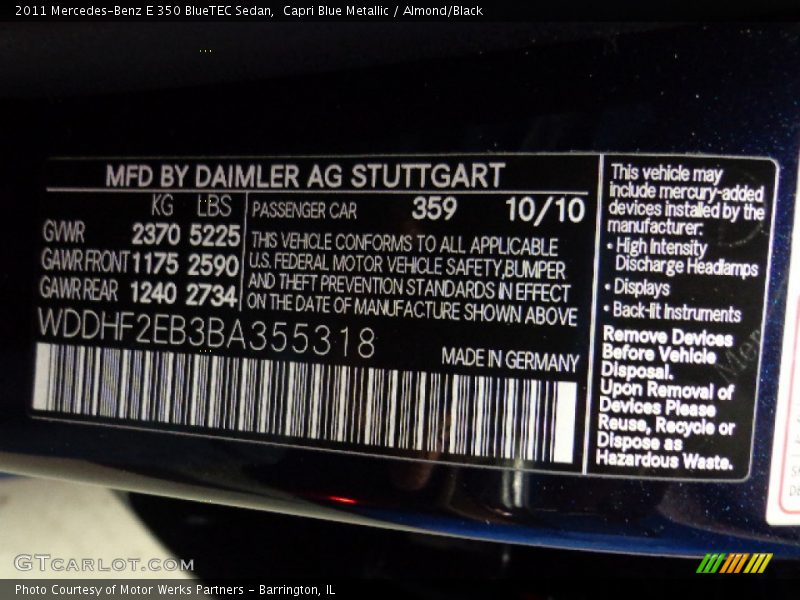 2011 Mercedes-Benz E 350 BlueTEC Sedan,  Capri Blue Metallic / Almond/Black
MFD BY DAIMLER AG STUTTGART
KG LBS
GVWR 2370 5225
GAWR FRONT 1175 2590
GAWR REAR 1240 2734
PASSENGER CAR 359 10/10
THIS VEHICLE CONFORMS TO ALL APPLICABLE
U.S. FEDERAL MOTOR VEHICLE SAFETY,BUMPER
AND THEFT PREVENTION STANDARDS IN EFFECT
ON THE DATE OF MANUFACTURE SHOWN ABOVE
WDDHF2EB3BA355318
MADE IN GERMANY
This vehicle may
include mercury-added
devices installed by the
manufacturer:
• High Intensity
Discharge Headlamps
• Displays
• Back-lit Instruments
Remove Devices
Before Vehicle
Disposal.
Upon Removal of
Devices Please
Reuse, Recycle or
Dispose as
Hazardous Waste.
GTCARLOT.COM
Photo Courtesy of Motor Werks Partners - Barrington, IL